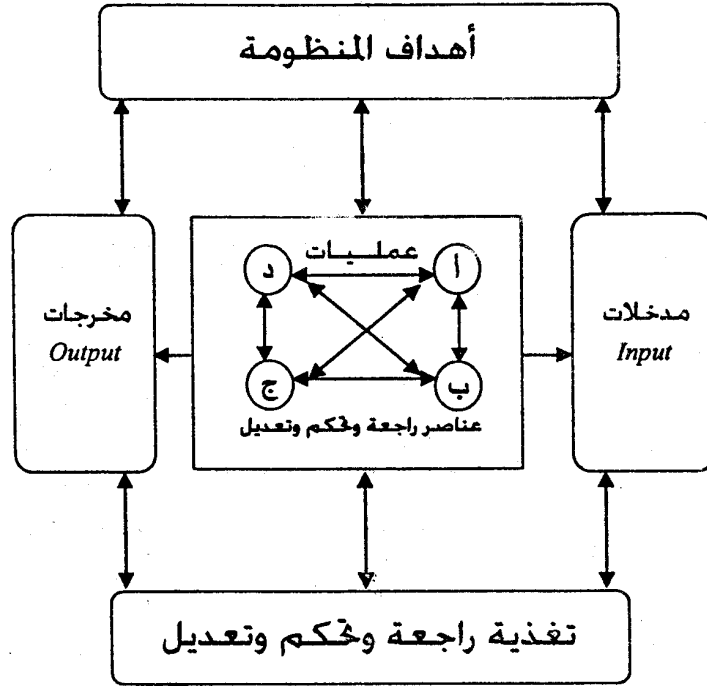 أهداف المنظومة
مدخلات
Input
عمليات
أ
د
ب
ج
عناصر راجعة وتحكم وتعديل
مخرجات
Output
تغذية راجعة وتحكم وتعديل